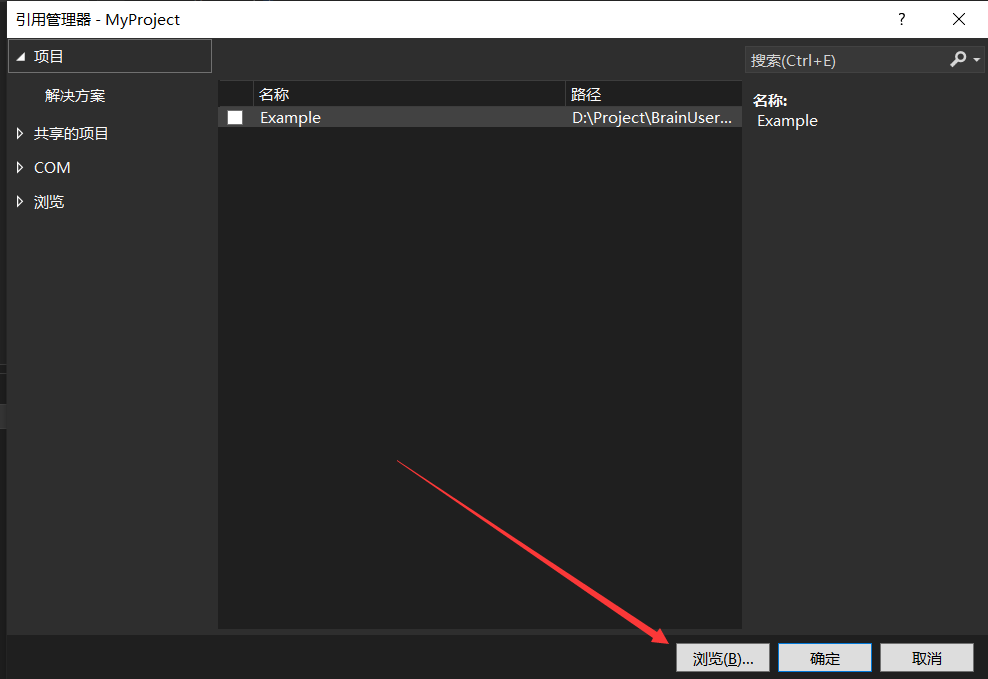 引用管理器 - MyProject
?
项目
搜索(Ctrl+E)
解决方案
共享的项目
COM
浏览
名称 路径
Example D:\Project\BrainUser...
名称:
Example
浏览(B)... 确定 取消